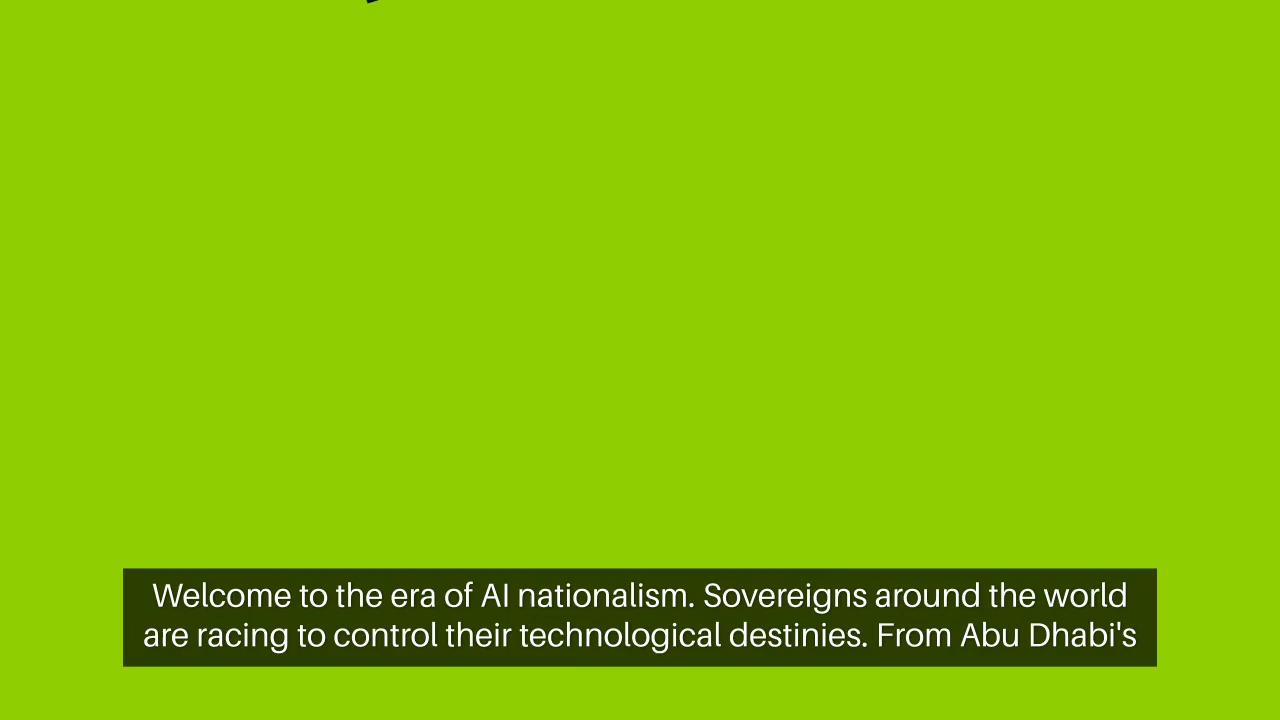 Welcome to the era of AI nationalism. Sovereigns around the world
are racing to control their technological destinies. From Abu Dhabi's